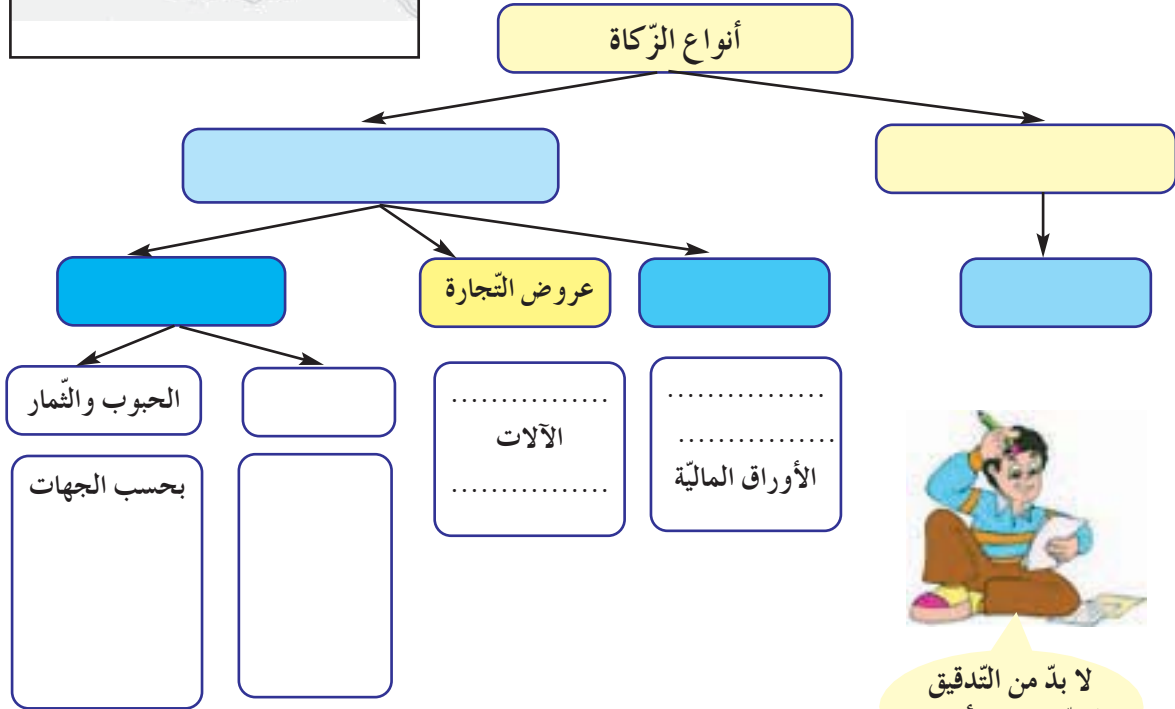 أنواع الزّكاة
عروض التّجارة
الحبوب والثّمار
................
................
................
الآلات
................
الأوراق الماليّة
بحسب الجهات
لا بدّ من التّدقيق